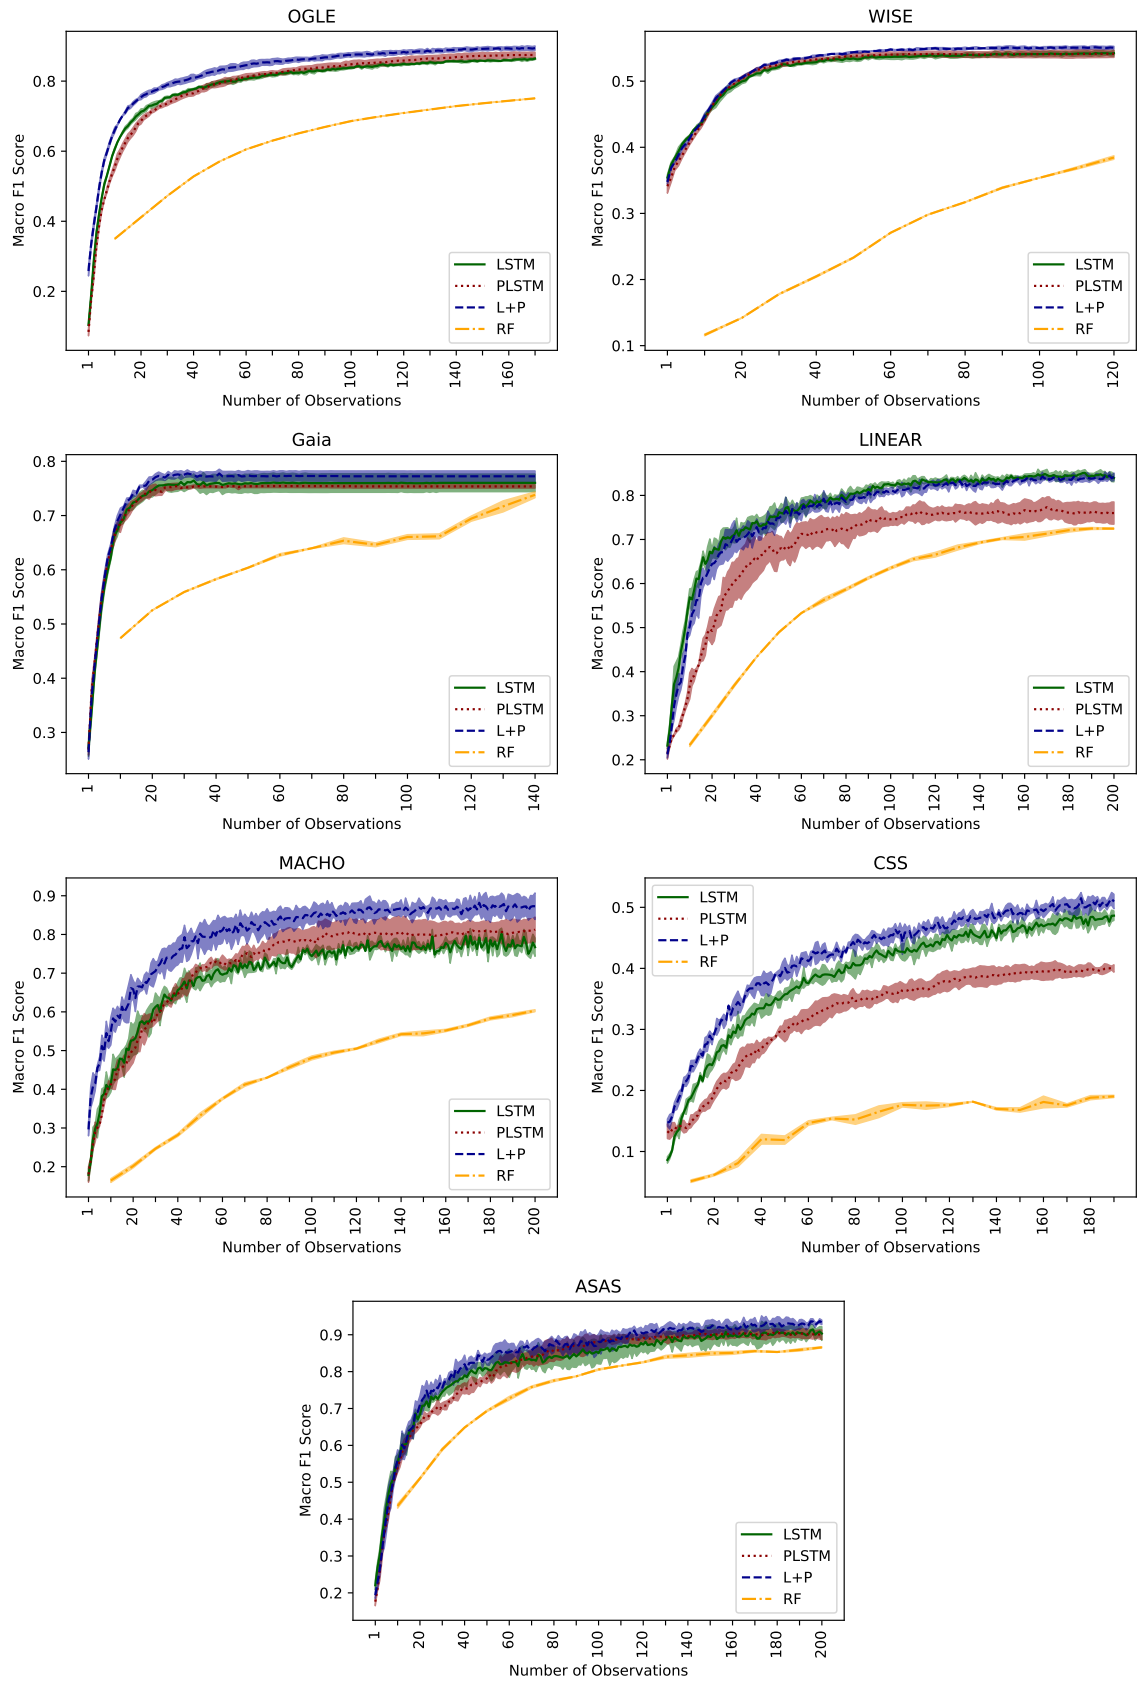 OGLE
Macro F1 Score
0.8
0.6
0.4
0.2
LSTM
PLSTM
L+P
RF
1
20
40
60
80
100
120
140
160
Number of Observations
WISE
Macro F1 Score
0.5
0.4
0.3
0.2
0.1
LSTM
PLSTM
L+P
RF
1
20
40
60
80
100
120
Number of Observations
Gaia
Macro F1 Score
0.8
0.7
0.6
0.5
0.4
0.3
LSTM
PLSTM
L+P
RF
1
20
40
60
80
100
120
140
Number of Observations
LINEAR
Macro F1 Score
0.8
0.7
0.6
0.5
0.4
0.3
0.2
LSTM
PLSTM
L+P
RF
1
20
40
60
80
100
120
140
160
180
200
Number of Observations
MACHO
Macro F1 Score
0.9
0.8
0.7
0.6
0.5
0.4
0.3
0.2
LSTM
PLSTM
L+P
RF
1
20
40
60
80
100
120
140
160
180
200
Number of Observations
CSS
Macro F1 Score
0.5
0.4
0.3
0.2
0.1
LSTM
PLSTM
L+P
RF
1
20
40
60
80
100
120
140
160
180
Number of Observations
ASAS
Macro F1 Score
0.9
0.8
0.7
0.6
0.5
0.4
0.3
0.2
LSTM
PLSTM
L+P
RF
1
20
40
60
80
100
120
140
160
180
200
Number of Observations